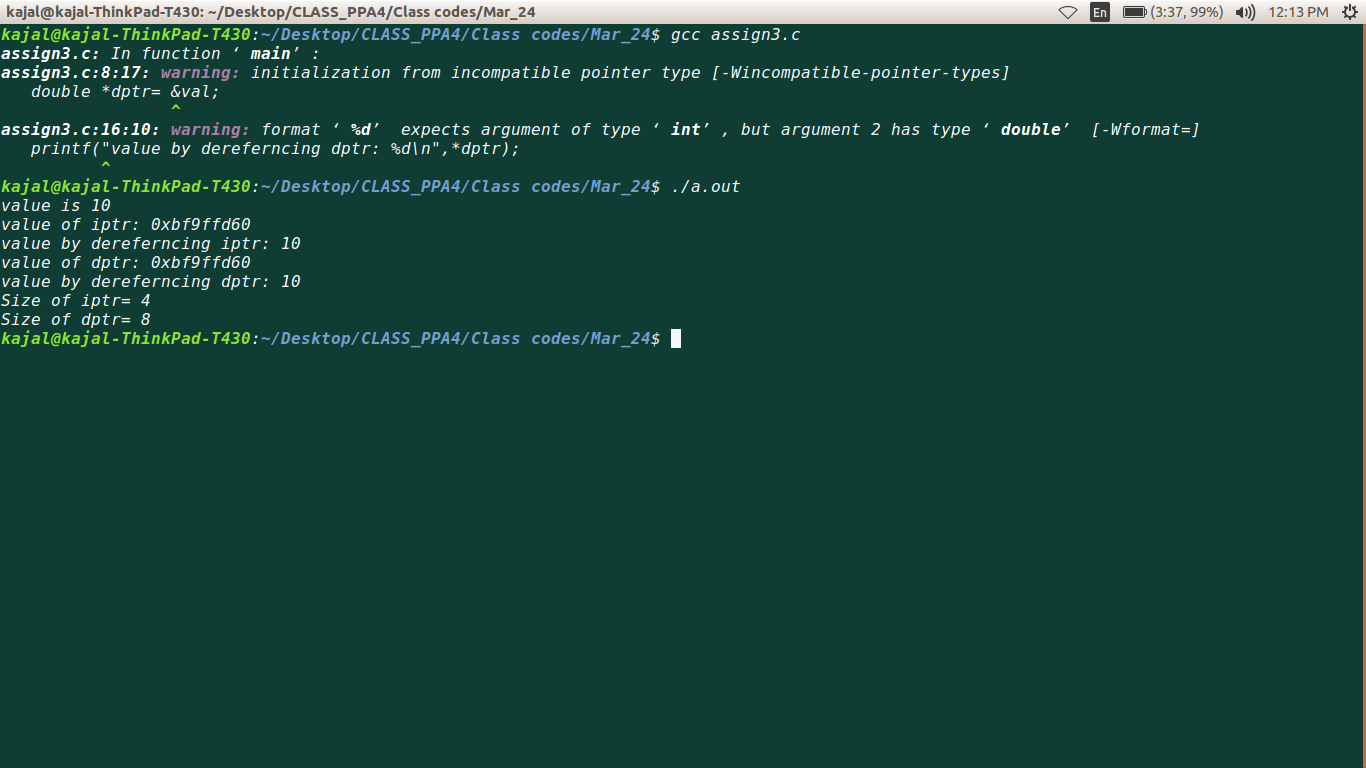 kajal@kajal-ThinkPad-T430: ~/Desktop/CLASS_PPA4/Class codes/Mar_24 En (3:37, 99%) 12:13 PM
kajal@kajal-ThinkPad-T430:~/Desktop/CLASS_PPA4/Class codes/Mar_24$ gcc assign3.c
assign3.c: In function ‘ main’ :
assign3.c:8:17: warning: initialization from incompatible pointer type [-Wincompatible-pointer-types]
   double *dptr= &val;
                 ^
assign3.c:16:10: warning: format ‘ %d’  expects argument of type ‘ int’ , but argument 2 has type ‘ double’  [-Wformat=]
   printf("value by dereferncing dptr: %d\n",*dptr);
          ^
kajal@kajal-ThinkPad-T430:~/Desktop/CLASS_PPA4/Class codes/Mar_24$ ./a.out
value is 10
value of iptr: 0xbf9ffd60
value by dereferncing iptr: 10
value of dptr: 0xbf9ffd60
value by dereferncing dptr: 10
Size of iptr= 4
Size of dptr= 8
kajal@kajal-ThinkPad-T430:~/Desktop/CLASS_PPA4/Class codes/Mar_24$